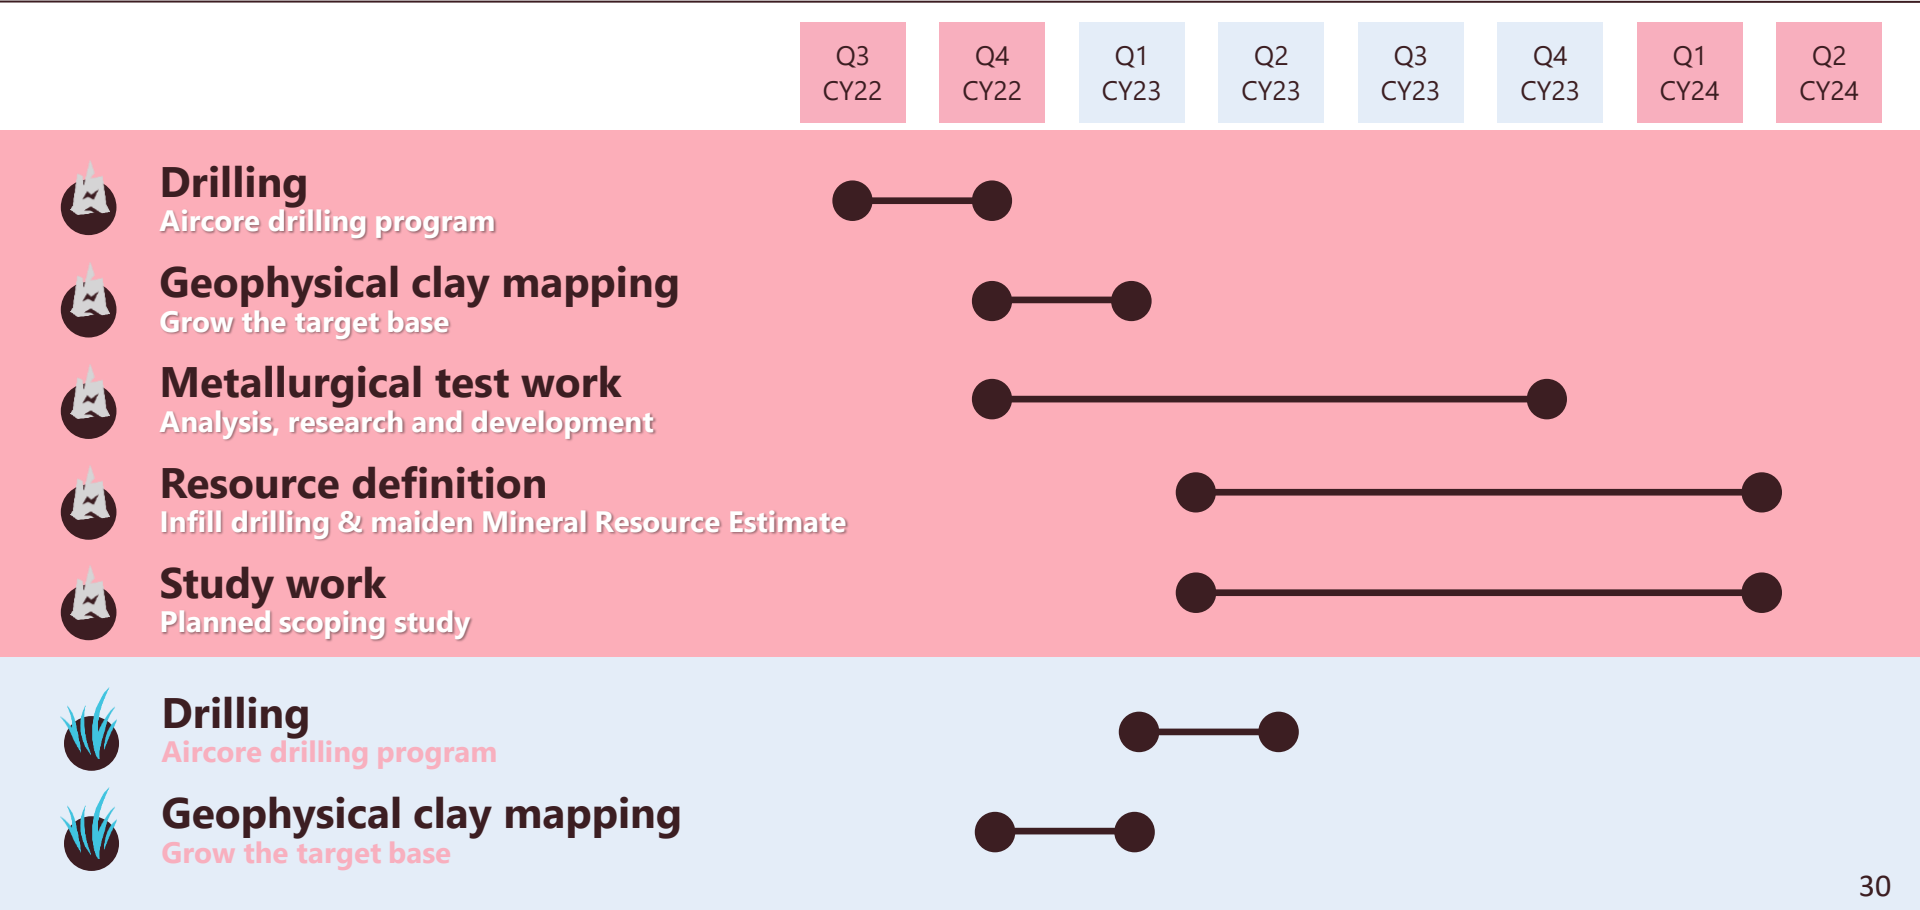 Q3 CY22
Q4 CY22
Q1 CY23
Q2 CY23
Q3 CY23
Q4 CY23
Q1 CY24
Q2 CY24
Drilling
Aircore drilling program
Geophysical clay mapping
Grow the target base
Metallurgical test work
Analysis, research and development
Resource definition
Infill drilling & maiden Mineral Resource Estimate
Study work
Planned scoping study
Drilling
Aircore drilling program
Geophysical clay mapping
Grow the target base
30